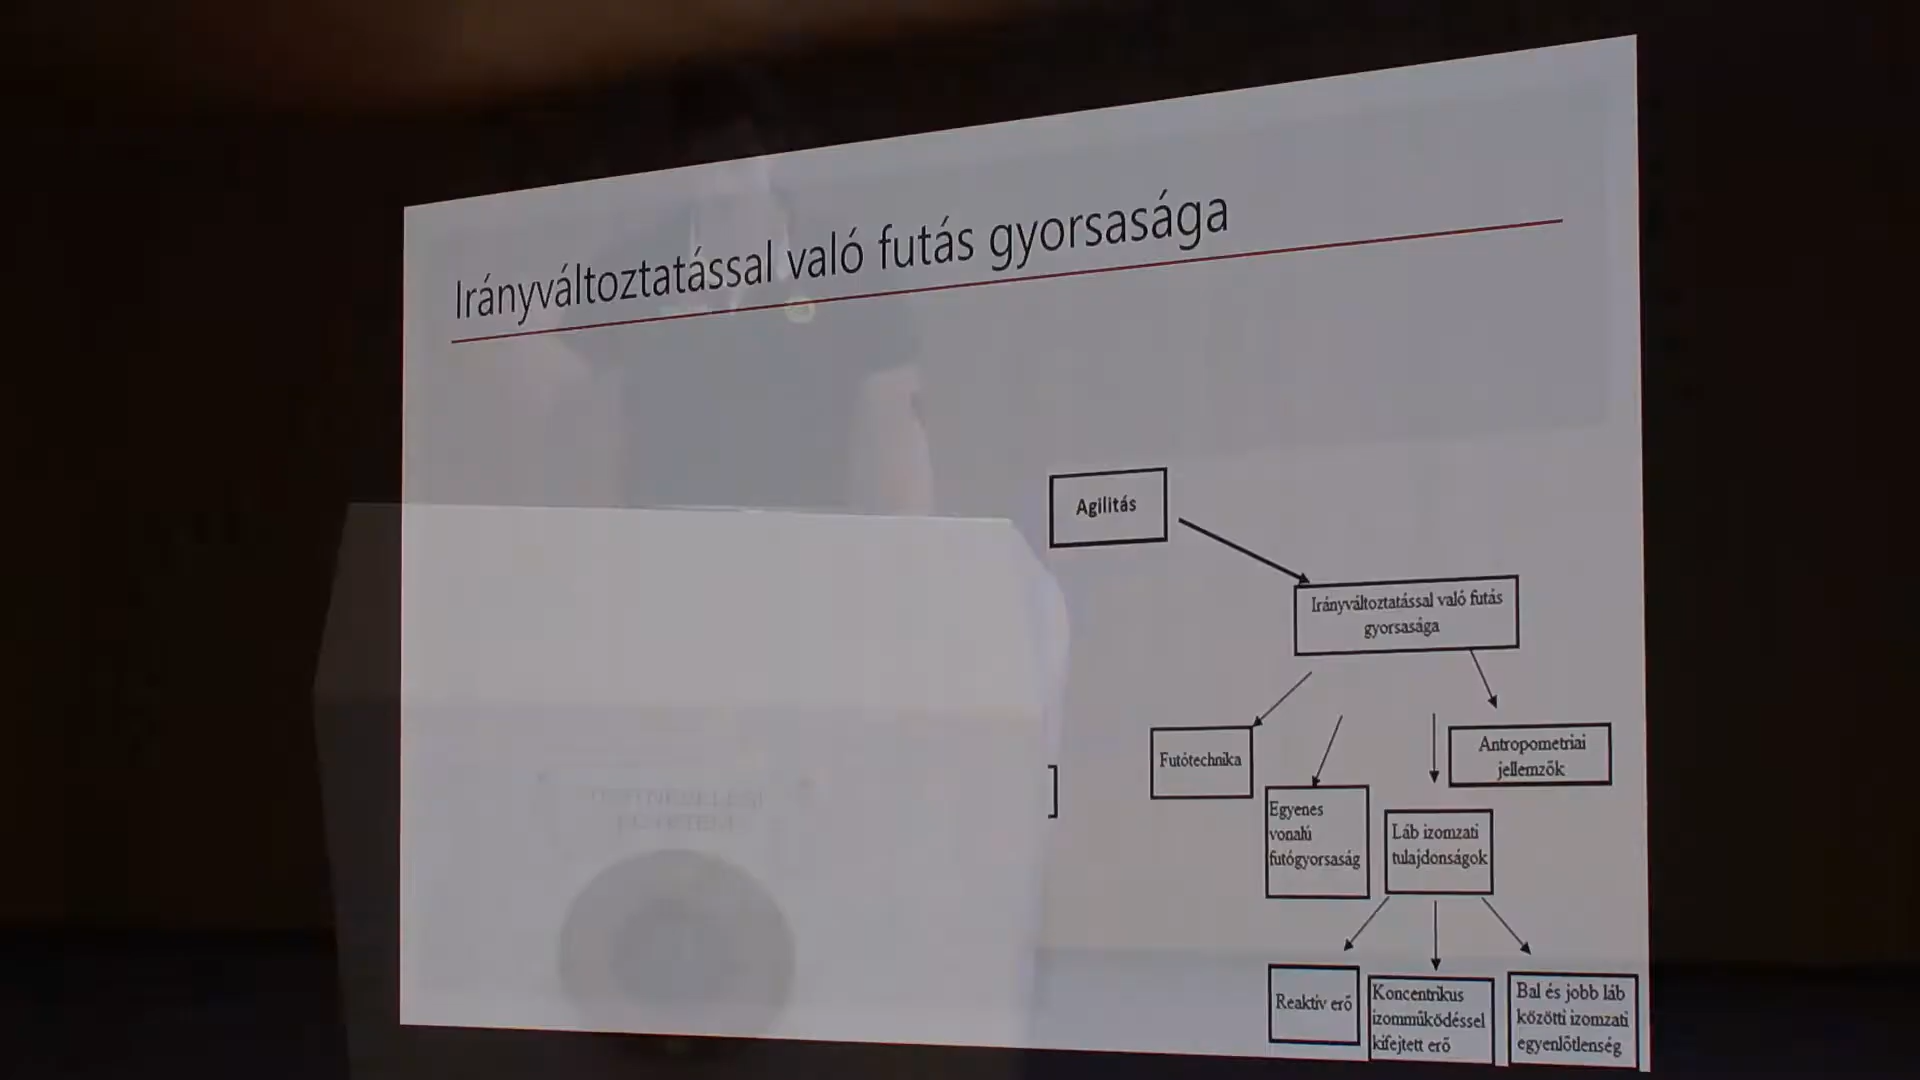 Irányváltoztatással való futás gyorsasága
Agilitás
Irányváltoztatással való futás
gyorsasága
Futótechnika
Antropometriai
jellemzők
Egyenes
vonalú
futógyorsaság
Láb izomzati
tulajdonságok
]
Reaktív erő
Koncentrikus
izomműködéssel
kifejtett erő
Bal és jobb láb
közötti izomzati
egyenlőtlenség